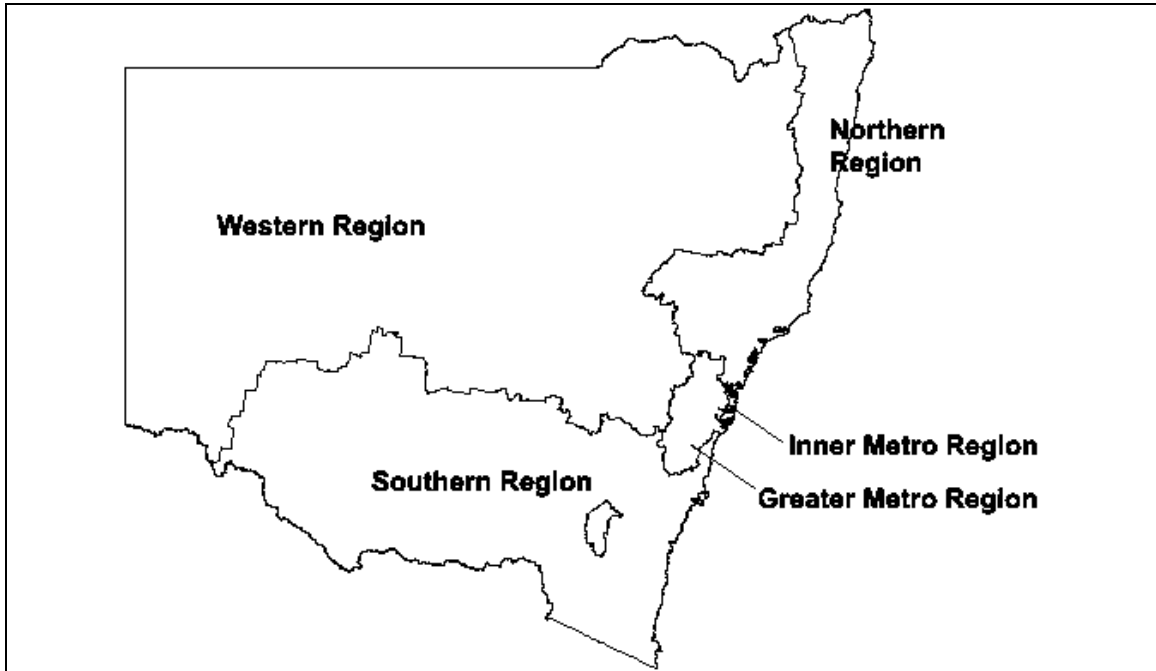 Northern
Region
Western Region
Inner Metro Region
Southern Region
Greater Metro Region